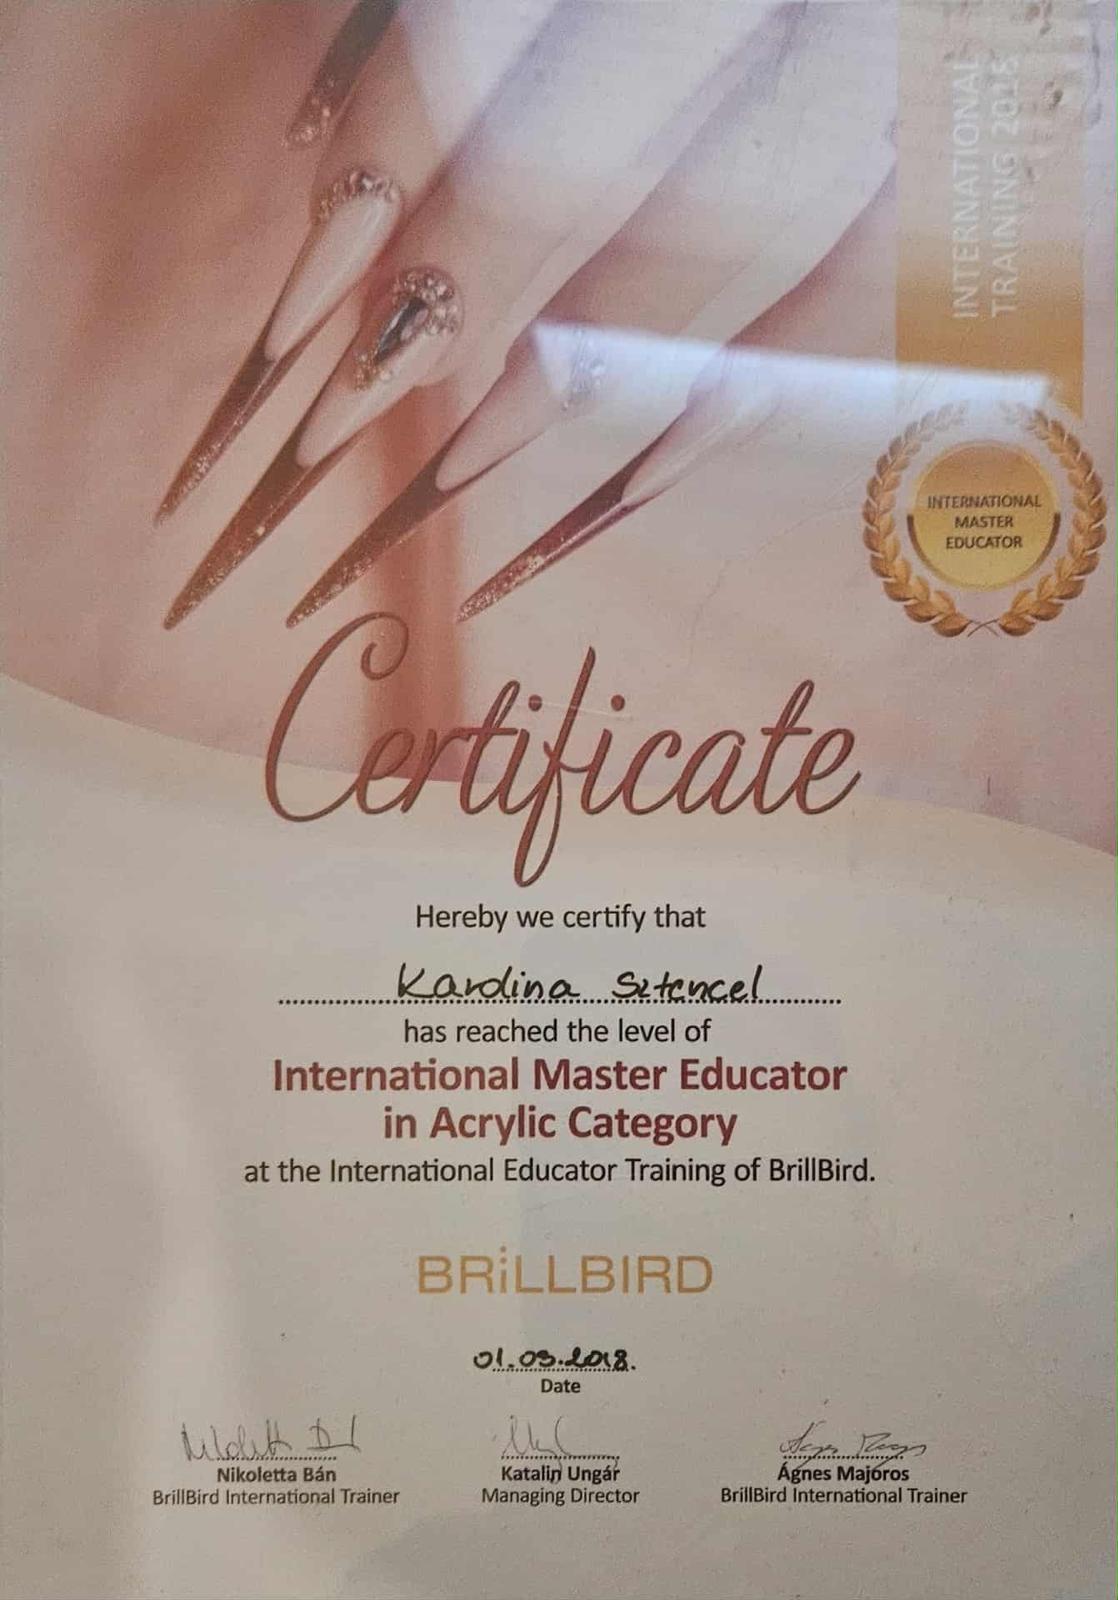 INTERNATIONAL
TRAINING 2018
INTERNATIONAL
MASTER
EDUCATOR
Certificate
Hereby we certify that
Karolina Sztencel
has reached the level of
International Master Educator
in Acrylic Category
at the International Educator Training of BrillBird.
BRiLLBIRD
01.09.2018.
Date
Nikoletta Bán
BrillBird International Trainer
Katalin Ungár
Managing Director
Ágnes Majoros
BrillBird International Trainer